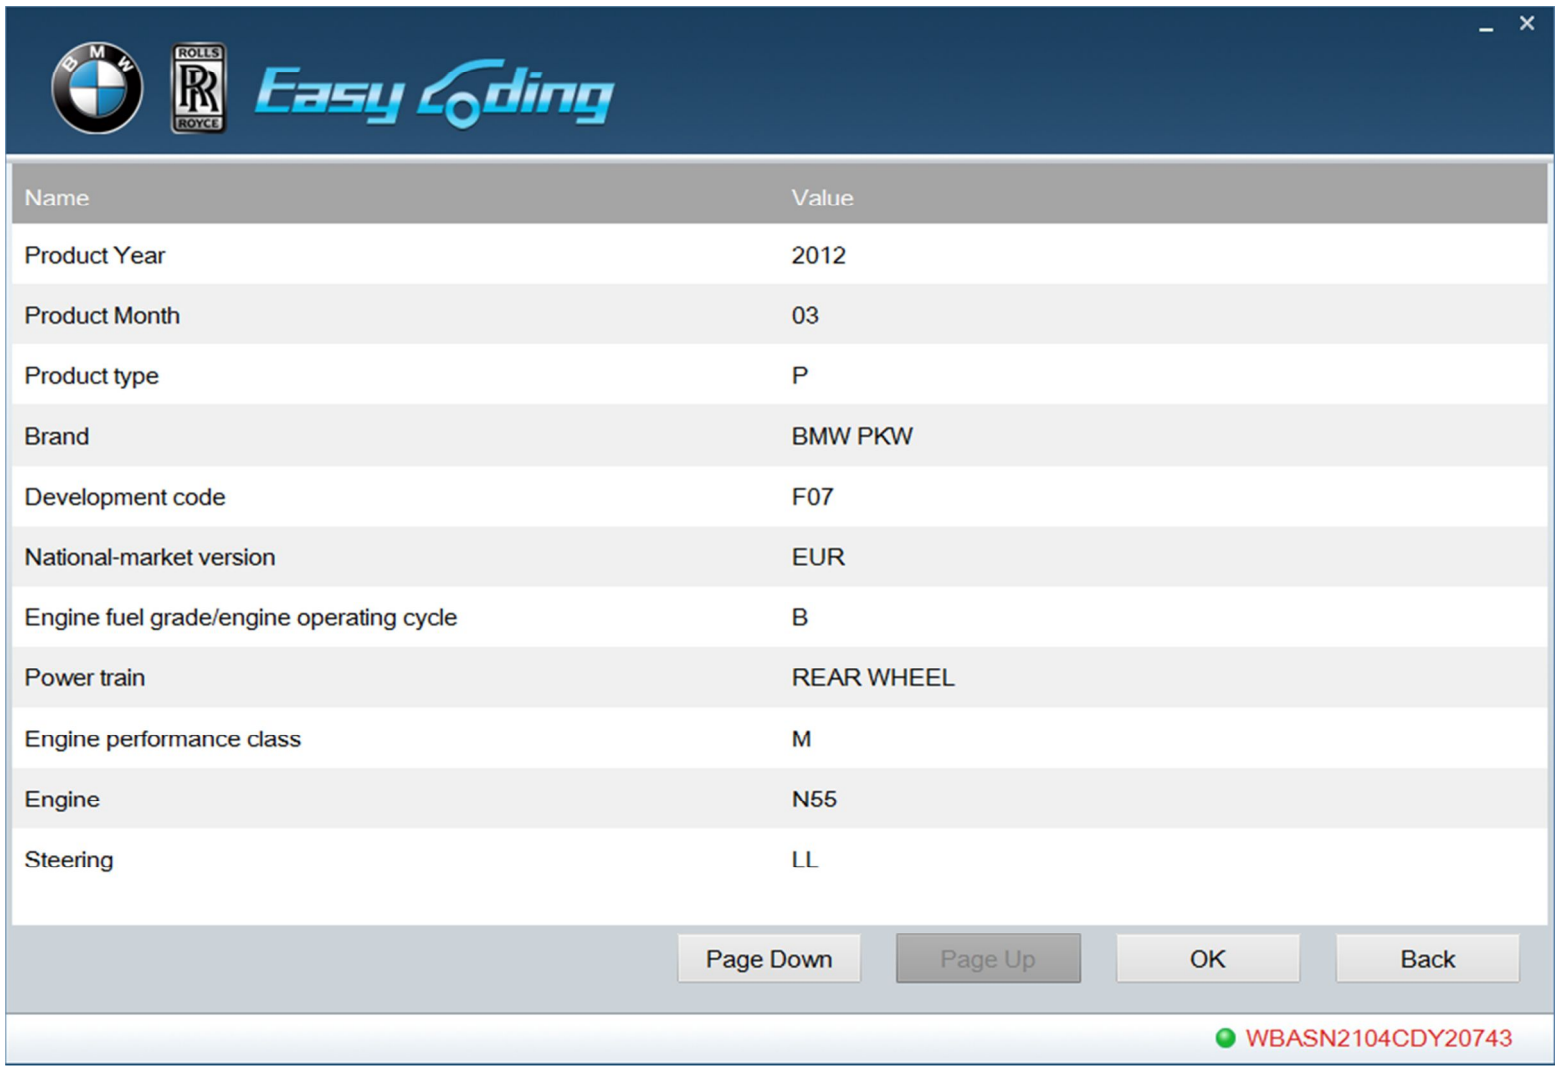 BMW
ROLLS
RR
ROYCE
Easy Coding
Name Value
Product Year 2012
Product Month 03
Product type P
Brand BMW PKW
Development code F07
National-market version EUR
Engine fuel grade/engine operating cycle B
Power train REAR WHEEL
Engine performance class M
Engine N55
Steering LL
Page Down Page Up OK Back
WBASN2104CDY20743